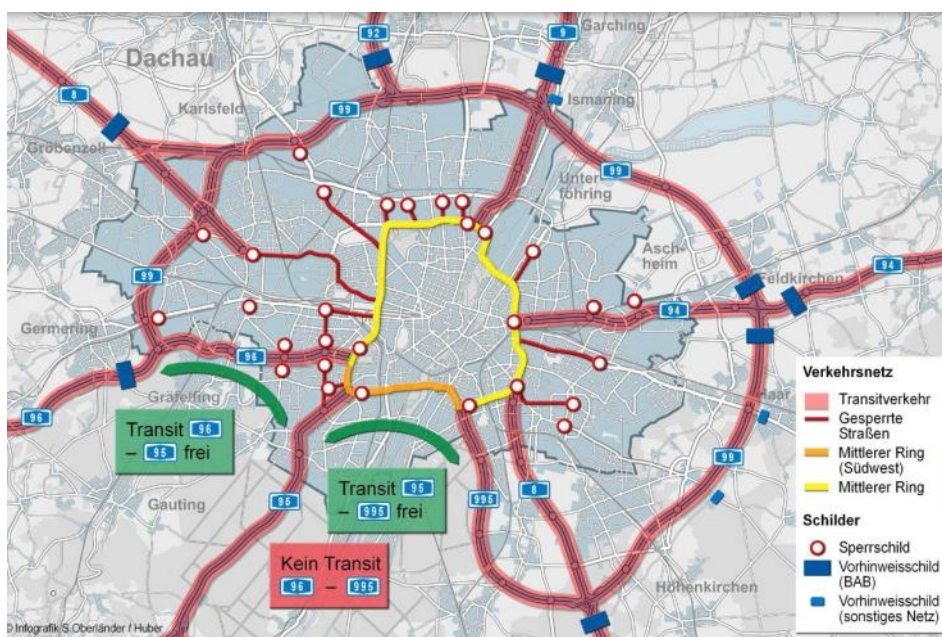 92
9
Garching
Dachau
8
Karlsfeld
99
Ismaning
Gröbenzell
Unter
föhring
99
Asch-
heim
99
Feldkirchen
94
Germering
94
96
96
Gräfelfing
Haar
99
Transit 96
– 95 frei
Transit 95
– 995 frei
995
8
Gauting
95
Kein Transit
96 – 995
Höhenkirchen
Verkehrsnetz
Transitverkehr
Gesperrte
Straßen
Mittlerer Ring
(Südwest)
Mittlerer Ring
Schilder
Sperrschild
Vorhinweisschild
(BAB)
Vorhinweisschild
(sonstiges Netz)
© Infografik S.Oberländer / Huber